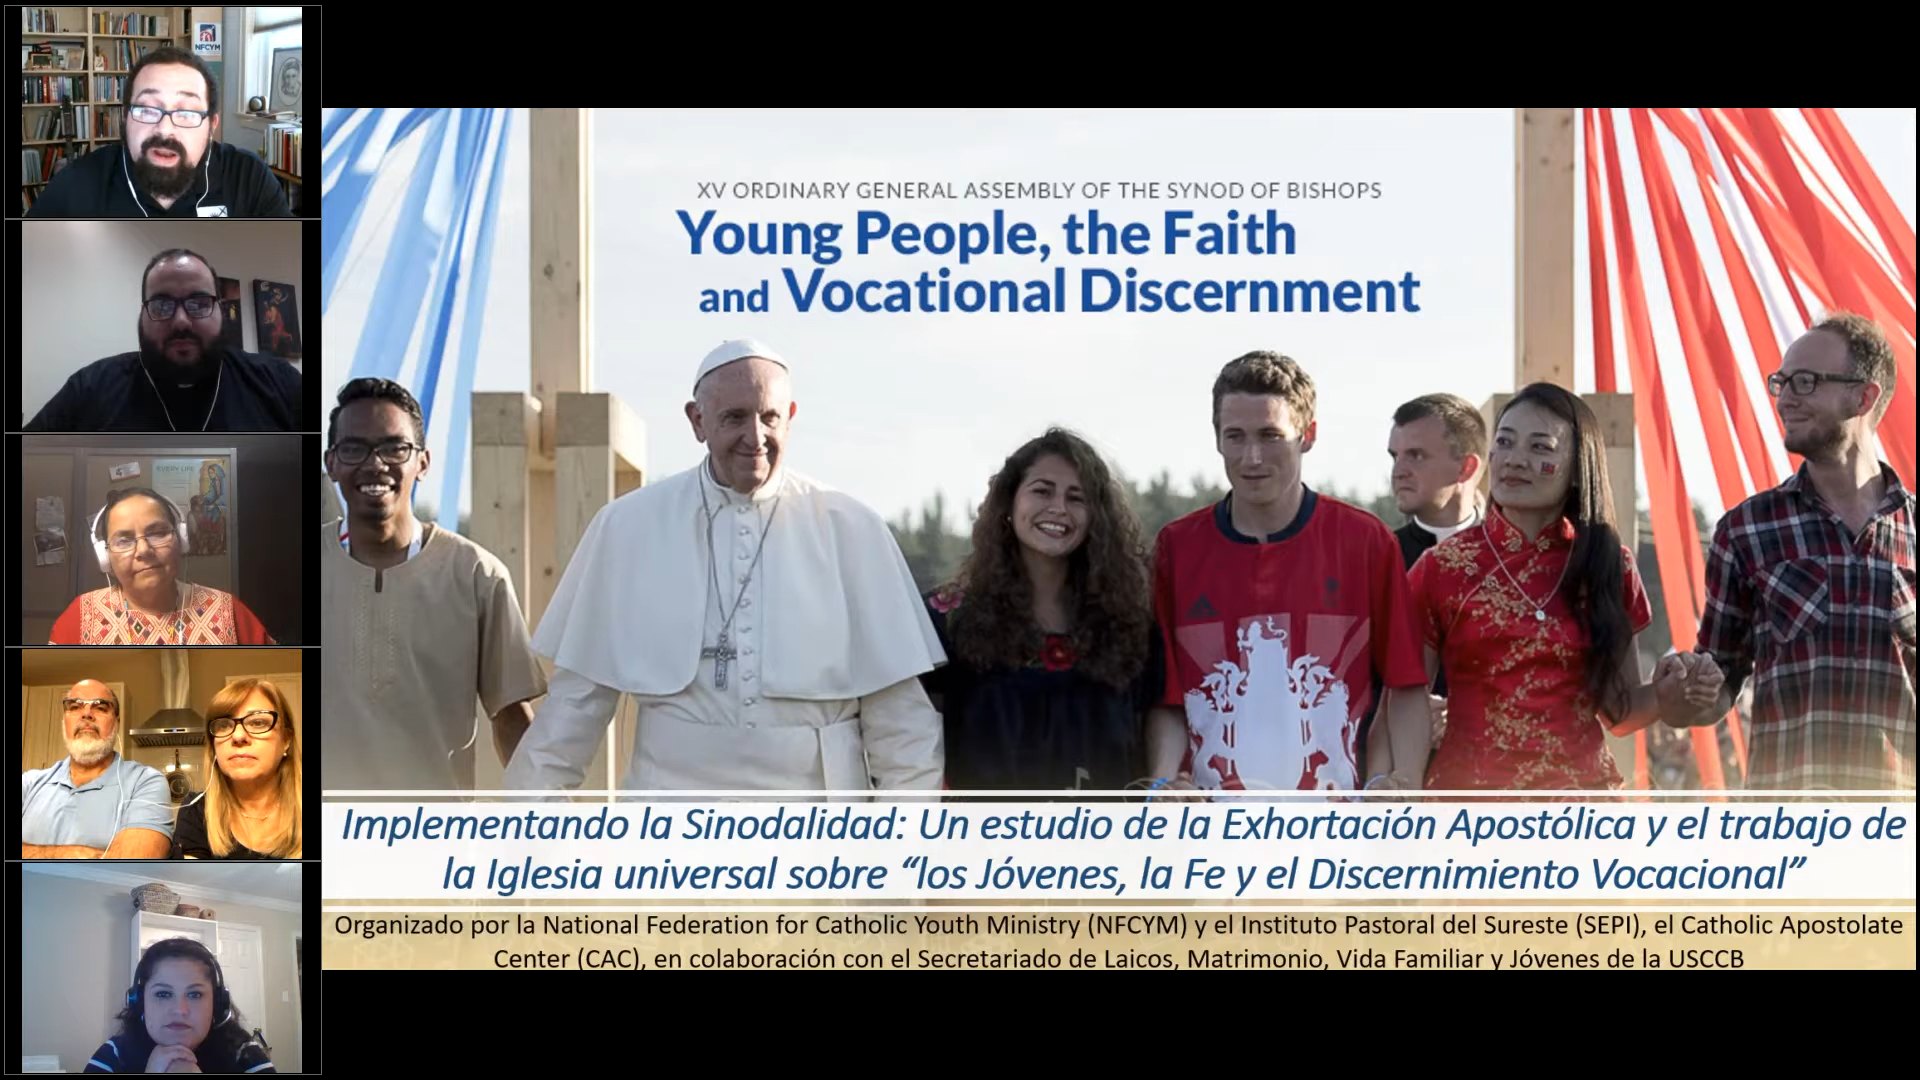 NFCYM
XV ORDINARY GENERAL ASSEMBLY OF THE SYNOD OF BISHOPS
Young People, the Faith
and Vocational Discernment
Implementando la Sinodalidad: Un estudio de la Exhortación Apostólica y el trabajo de
la Iglesia universal sobre “los Jóvenes, la Fe y el Discernimiento Vocacional”
Organizado por la National Federation for Catholic Youth Ministry (NFCYM) y el Instituto Pastoral del Sureste (SEPI), el Catholic Apostolate
Center (CAC), en colaboración con el Secretariado de Laicos, Matrimonio, Vida Familiar y Jóvenes de la USCCB